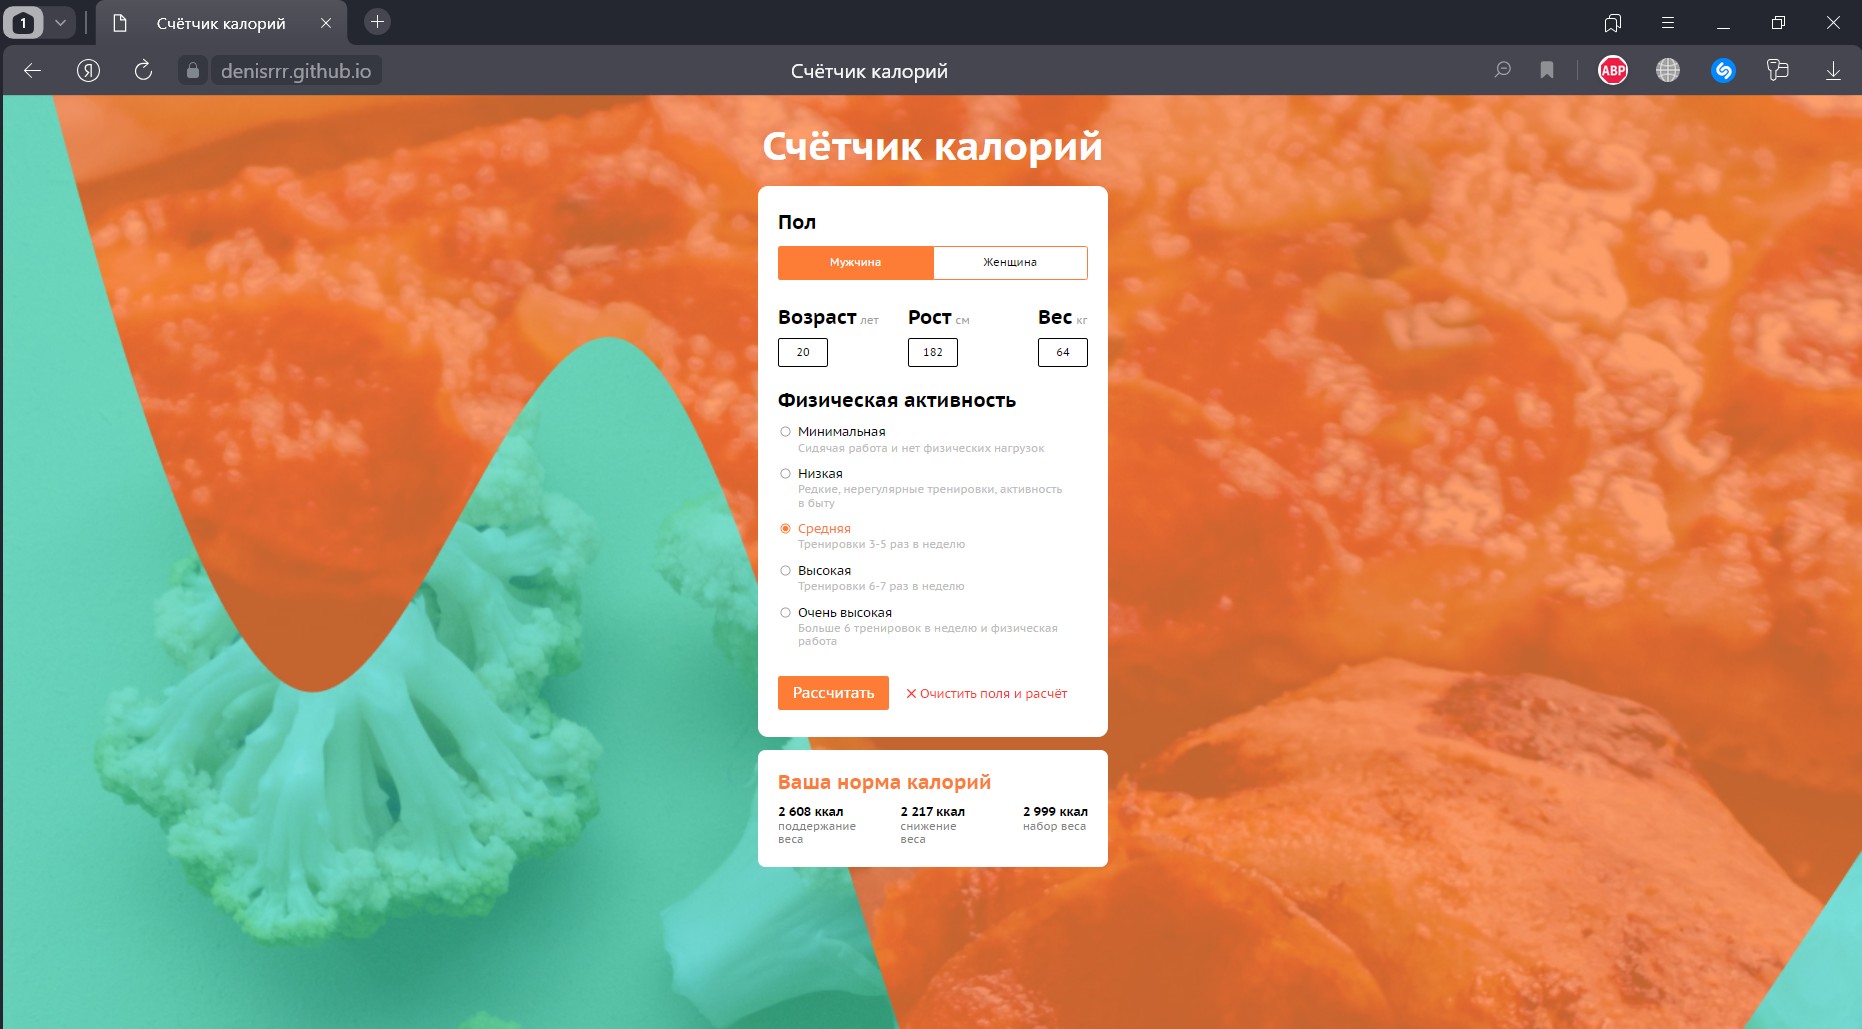 1
Счётчик калорий
Я
denisrrr.github.io
Счётчик калорий
ABP
Счётчик калорий
Пол
Мужчина
Женщина
Возраст лет
Рост см
Вес кг
20
182
64
Физическая активность
Минимальная
Сидячая работа и нет физических нагрузок
Низкая
Редкие, нерегулярные тренировки, активность
в быту
Средняя
Тренировки 3-5 раз в неделю
Высокая
Тренировки 6-7 раз в неделю
Очень высокая
Больше 6 тренировок в неделю и физическая
работа
Рассчитать
Очистить поля и расчёт
Ваша норма калорий
2 608 ккал
поддержание
веса
2 217 ккал
снижение
веса
2 999 ккал
набор веса